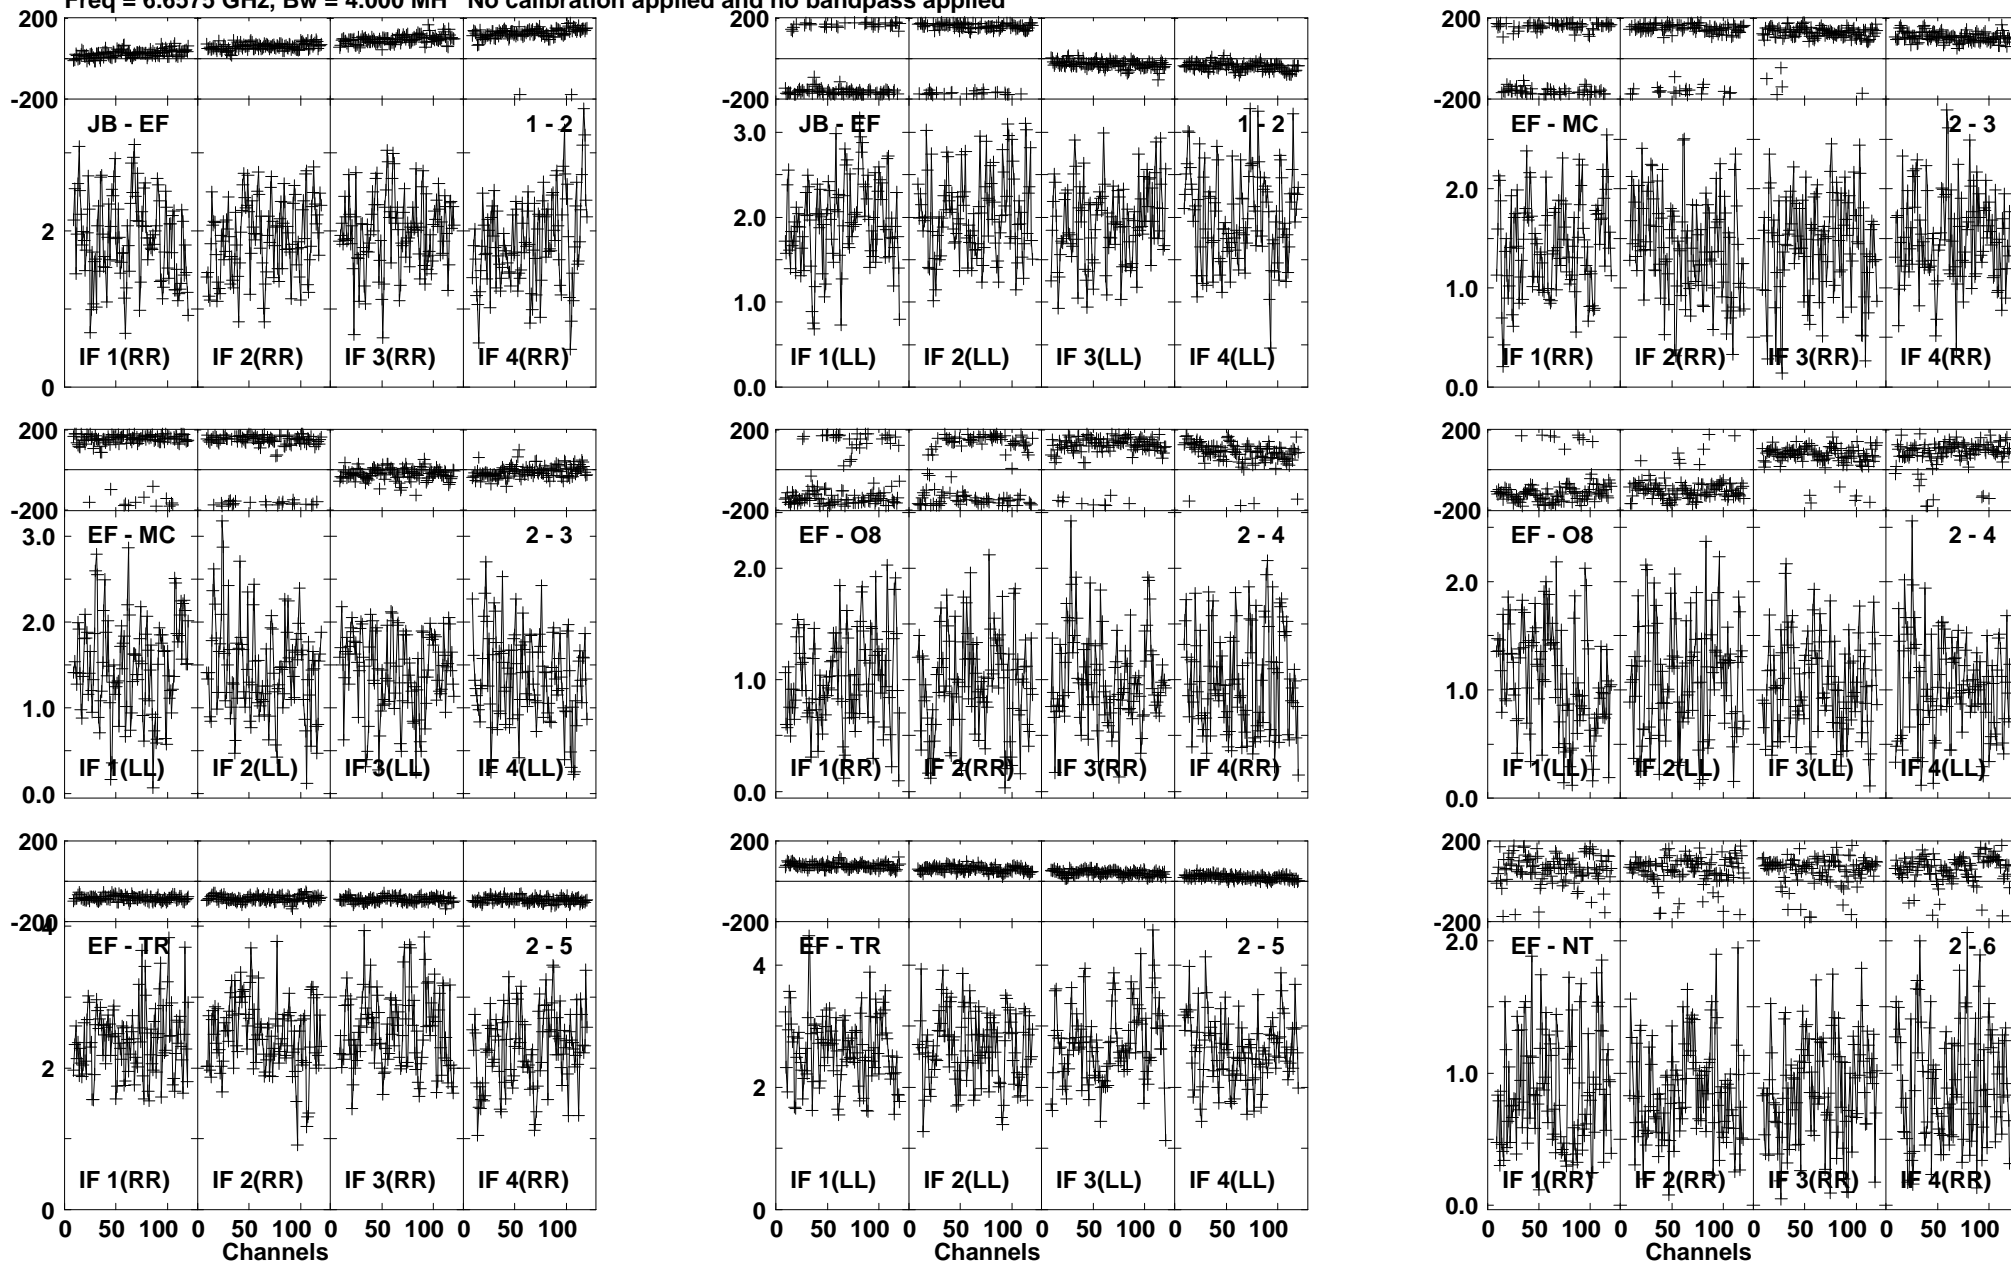 Freq = 6.6575 GHz, Bw = 4.000 MH No calibration applied and no bandpass applied
200
-200
JB - EF
1 - 2
2
0
IF 1(RR)
IF 2(RR)
IF 3(RR)
IF 4(RR)
200
-200
JB - EF
1 - 2
3.0
2.0
1.0
0.0
IF 1(LL)
IF 2(LL)
IF 3(LL)
IF 4(LL)
200
-200
EF - MC
2 - 3
2.0
1.0
0.0
IF 1(RR)
IF 2(RR)
IF 3(RR)
IF 4(RR)
200
-200
EF - MC
2 - 3
3.0
2.0
1.0
0.0
IF 1(LL)
IF 2(LL)
IF 3(LL)
IF 4(LL)
200
-200
EF - O8
2 - 4
2.0
1.0
0.0
IF 1(RR)
IF 2(RR)
IF 3(RR)
IF 4(RR)
200
-200
EF - O8
2 - 4
2.0
1.0
0.0
IF 1(LL)
IF 2(LL)
IF 3(LL)
IF 4(LL)
200
-200
4
EF - TR
2 - 5
2
0
IF 1(RR)
IF 2(RR)
IF 3(RR)
IF 4(RR)
0 50 100 0 50 100 0 50 100 0 50 100
Channels
200
-200
EF - TR
2 - 5
4
2
0
IF 1(LL)
IF 2(LL)
IF 3(LL)
IF 4(LL)
0 50 100 0 50 100 0 50 100 0 50 100
Channels
200
-200
EF - NT
2 - 6
2.0
1.0
0.0
IF 1(RR)
IF 2(RR)
IF 3(RR)
IF 4(RR)
0 50 100 0 50 100 0 50 100 0 50 100
Channels